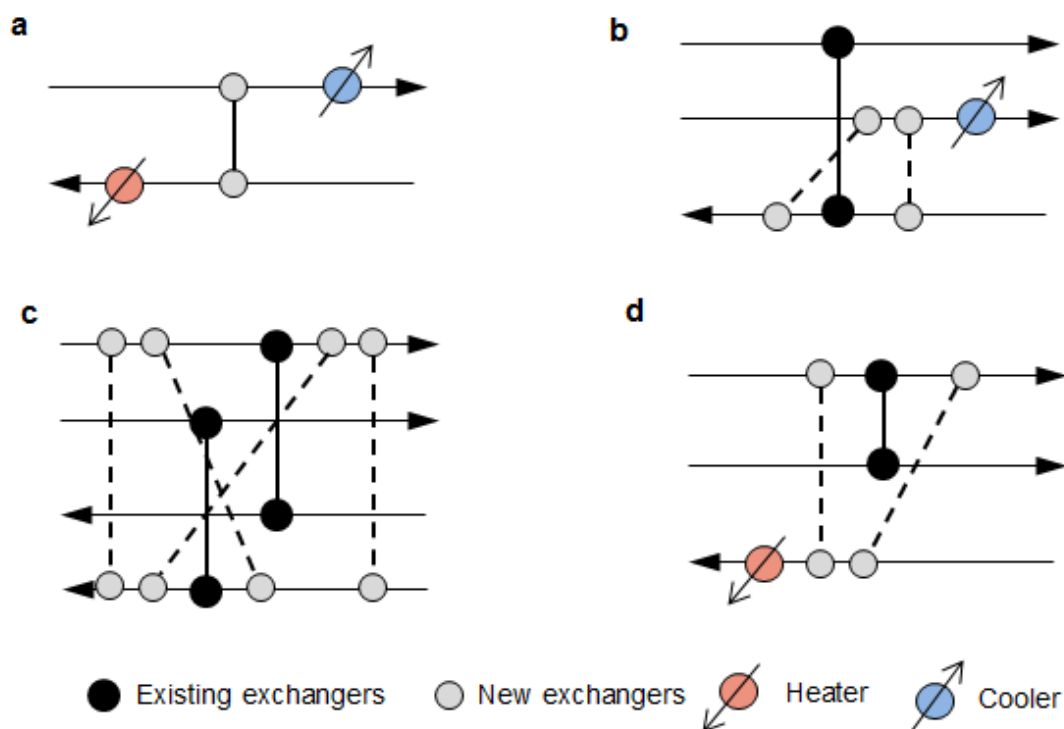 a
b
c
d
Existing exchangers
New exchangers
Heater
Cooler